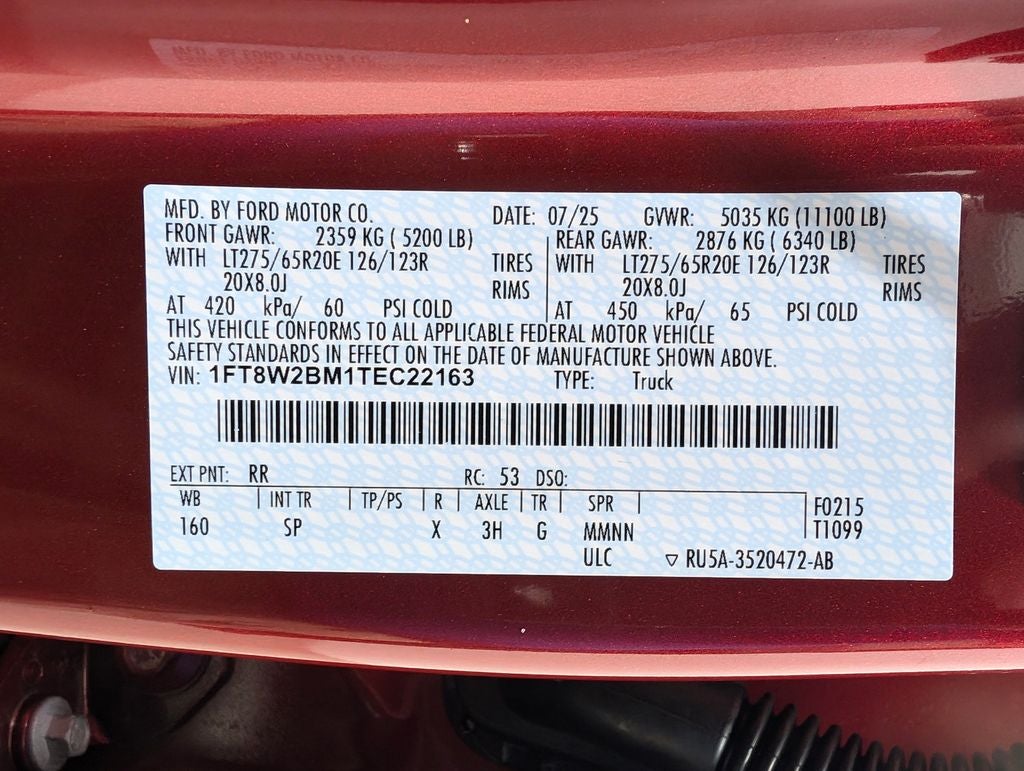 MFD. BY FORD MOTOR CO. DATE: 07/25 GVWR: 5035 KG (11100 LB)
FRONT GAWR: 2359 KG ( 5200 LB) REAR GAWR: 2876 KG ( 6340 LB)
WITH LT275/65R20E 126/123R TIRES WITH LT275/65R20E 126/123R TIRES
20X8.0J RIMS 20X8.0J RIMS
AT 420 kPa/ 60 PSI COLD AT 450 kPa/ 65 PSI COLD
THIS VEHICLE CONFORMS TO ALL APPLICABLE FEDERAL MOTOR VEHICLE
SAFETY STANDARDS IN EFFECT ON THE DATE OF MANUFACTURE SHOWN ABOVE.
VIN: 1FT8W2BM1TEC22163 TYPE: Truck
EXT PNT: RR RC: 53 DSO:
WB INT TR TP/PS R AXLE TR SPR F0215
160 SP X 3H G MMNN T1099
ULC ▽ RU5A-3520472-AB